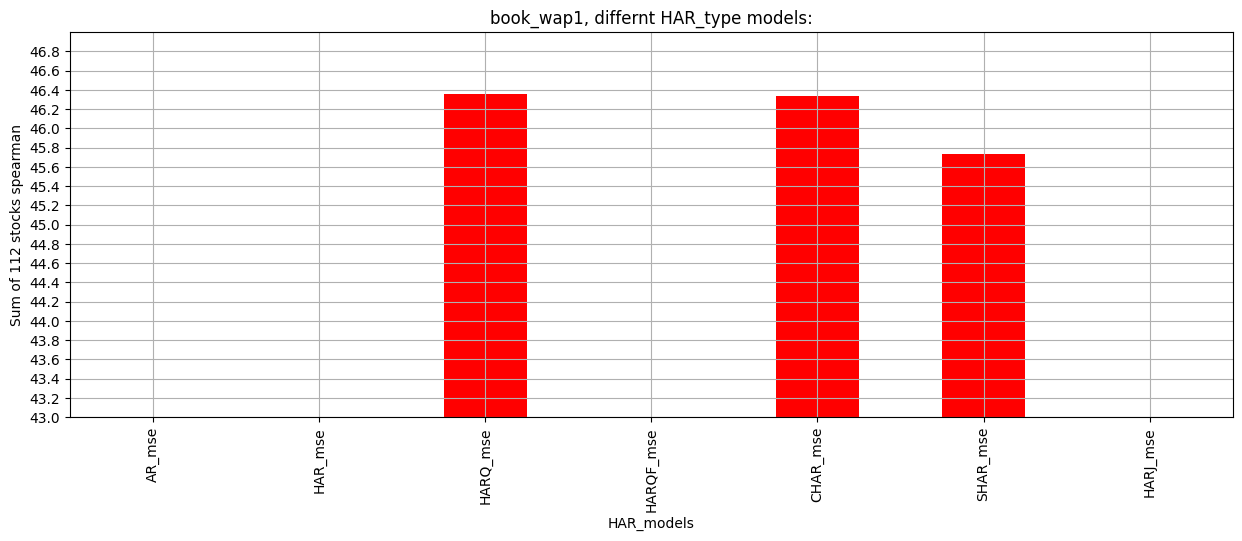 book_wap1, differnt HAR_type models:
Sum of 112 stocks spearman
46.8
46.6
46.4
46.2
46.0
45.8
45.6
45.4
45.2
45.0
44.8
44.6
44.4
44.2
44.0
43.8
43.6
43.4
43.2
43.0
AR_mse
HAR_mse
HARQ_mse
HARQF_mse
CHAR_mse
SHAR_mse
HARJ_mse
HAR_models